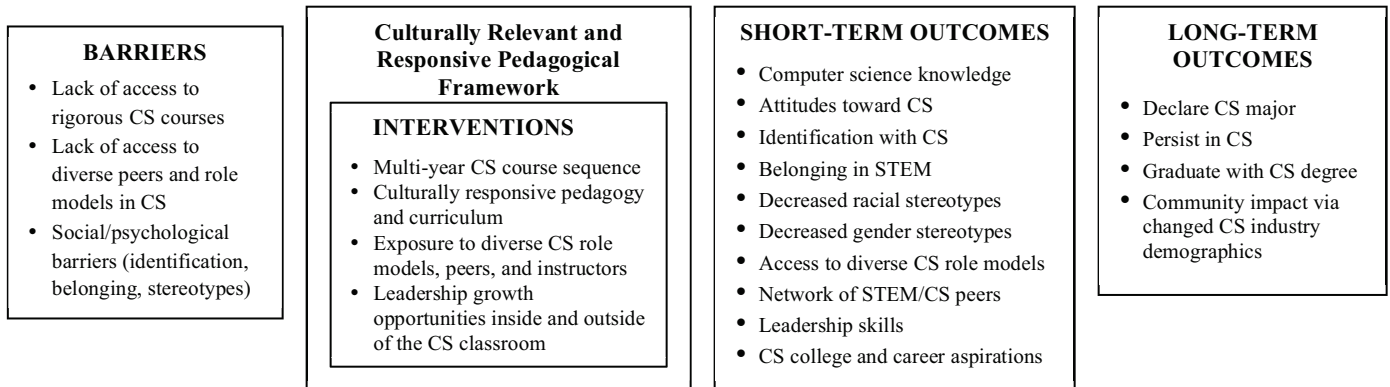 BARRIERS
• Lack of access to
rigorous CS courses
• Lack of access to
diverse peers and role
models in CS
• Social/psychological
barriers (identification,
belonging, stereotypes)
Culturally Relevant and
Responsive Pedagogical
Framework
INTERVENTIONS
• Multi-year CS course sequence
• Culturally responsive pedagogy
and curriculum
• Exposure to diverse CS role
models, peers, and instructors
• Leadership growth
opportunities inside and outside
of the CS classroom
SHORT-TERM OUTCOMES
• Computer science knowledge
• Attitudes toward CS
• Identification with CS
• Belonging in STEM
• Decreased racial stereotypes
• Decreased gender stereotypes
• Access to diverse CS role models
• Network of STEM/CS peers
• Leadership skills
• CS college and career aspirations
LONG-TERM
OUTCOMES
• Declare CS major
• Persist in CS
• Graduate with CS degree
• Community impact via
changed CS industry
demographics